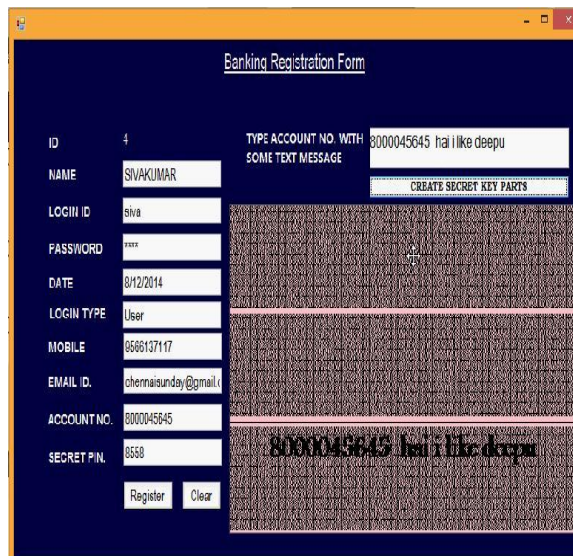 Banking Registration Form
ID 4
NAME SIVAKUMAR
LOGIN ID siva
PASSWORD ****
DATE 8/12/2014
LOGIN TYPE User
MOBILE 9566137117
EMAIL ID. chennaisunday@gmail.c
ACCOUNT NO. 8000045645
SECRET PIN. 8558
Register Clear
TYPE ACCOUNT NO. WITH
SOME TEXT MESSAGE
8000045645 hai i like deepu
CREATE SECRET KEY PARTS
8000045645 hai i like deepu